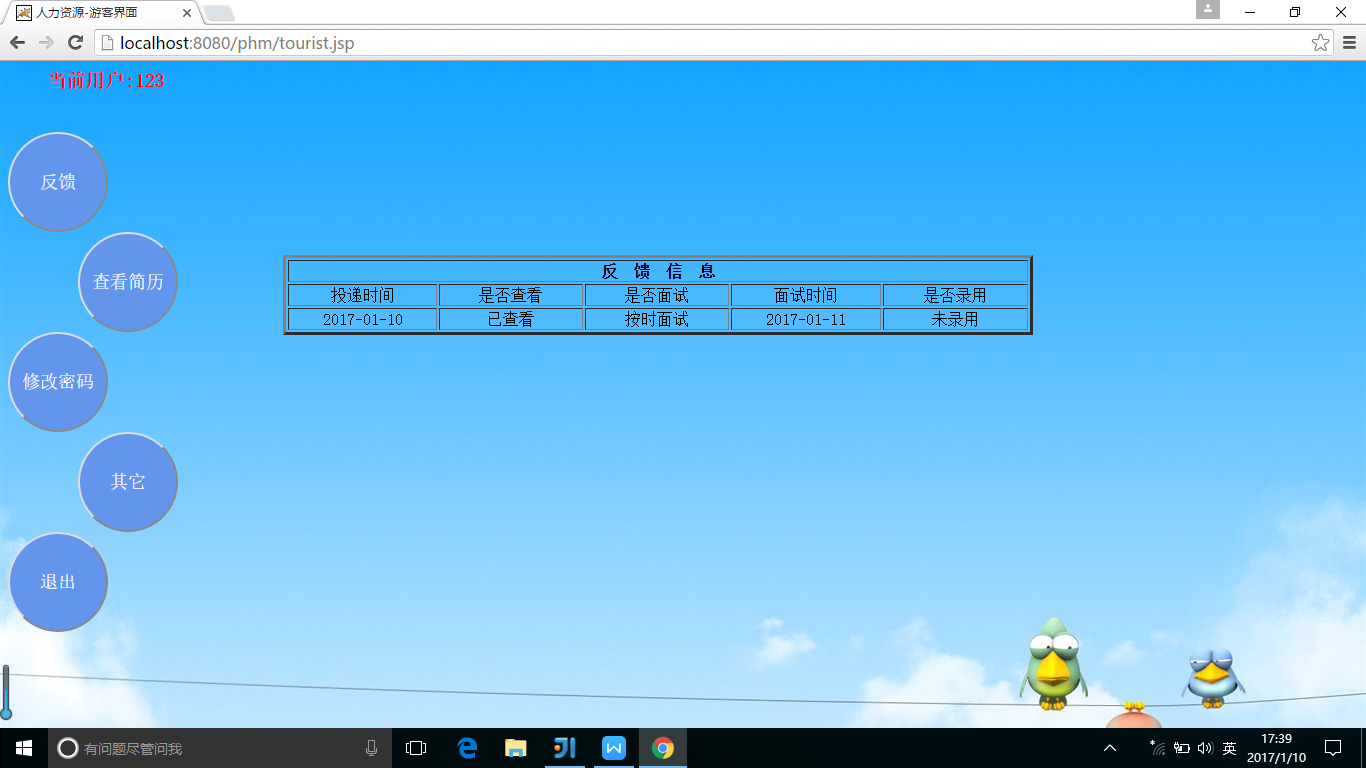 人力资源-游客界面
localhost:8080/phm/tourist.jsp
当前用户:123
反馈
查看简历
修改密码
其它
退出
反 馈 信 息
投递时间 是否查看 是否面试 面试时间 是否录用
2017-01-10 已查看 按时面试 2017-01-11 未录用
有问题尽管问我
英
17:39
2017/1/10